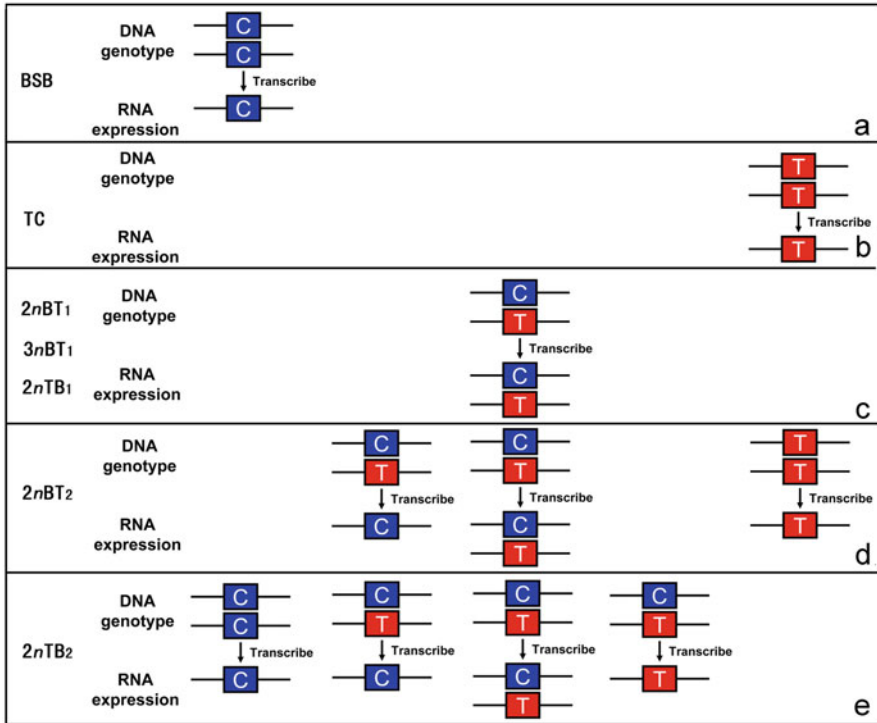 DNA
genotype
C
C
BSB
Transcribe
RNA
expression
C
a
DNA
genotype
T
T
TC
Transcribe
RNA
expression
T
b
2nBT1
DNA
genotype
C
T
3nBT1
Transcribe
2nTB1
RNA
expression
C
T
c
DNA
genotype
C C T
T T T
2nBT2
Transcribe Transcribe Transcribe
RNA
expression
C C T
T
d
DNA
genotype
C C C C
C T T T
2nTB2
Transcribe Transcribe Transcribe Transcribe
RNA
expression
C C C T
T
e